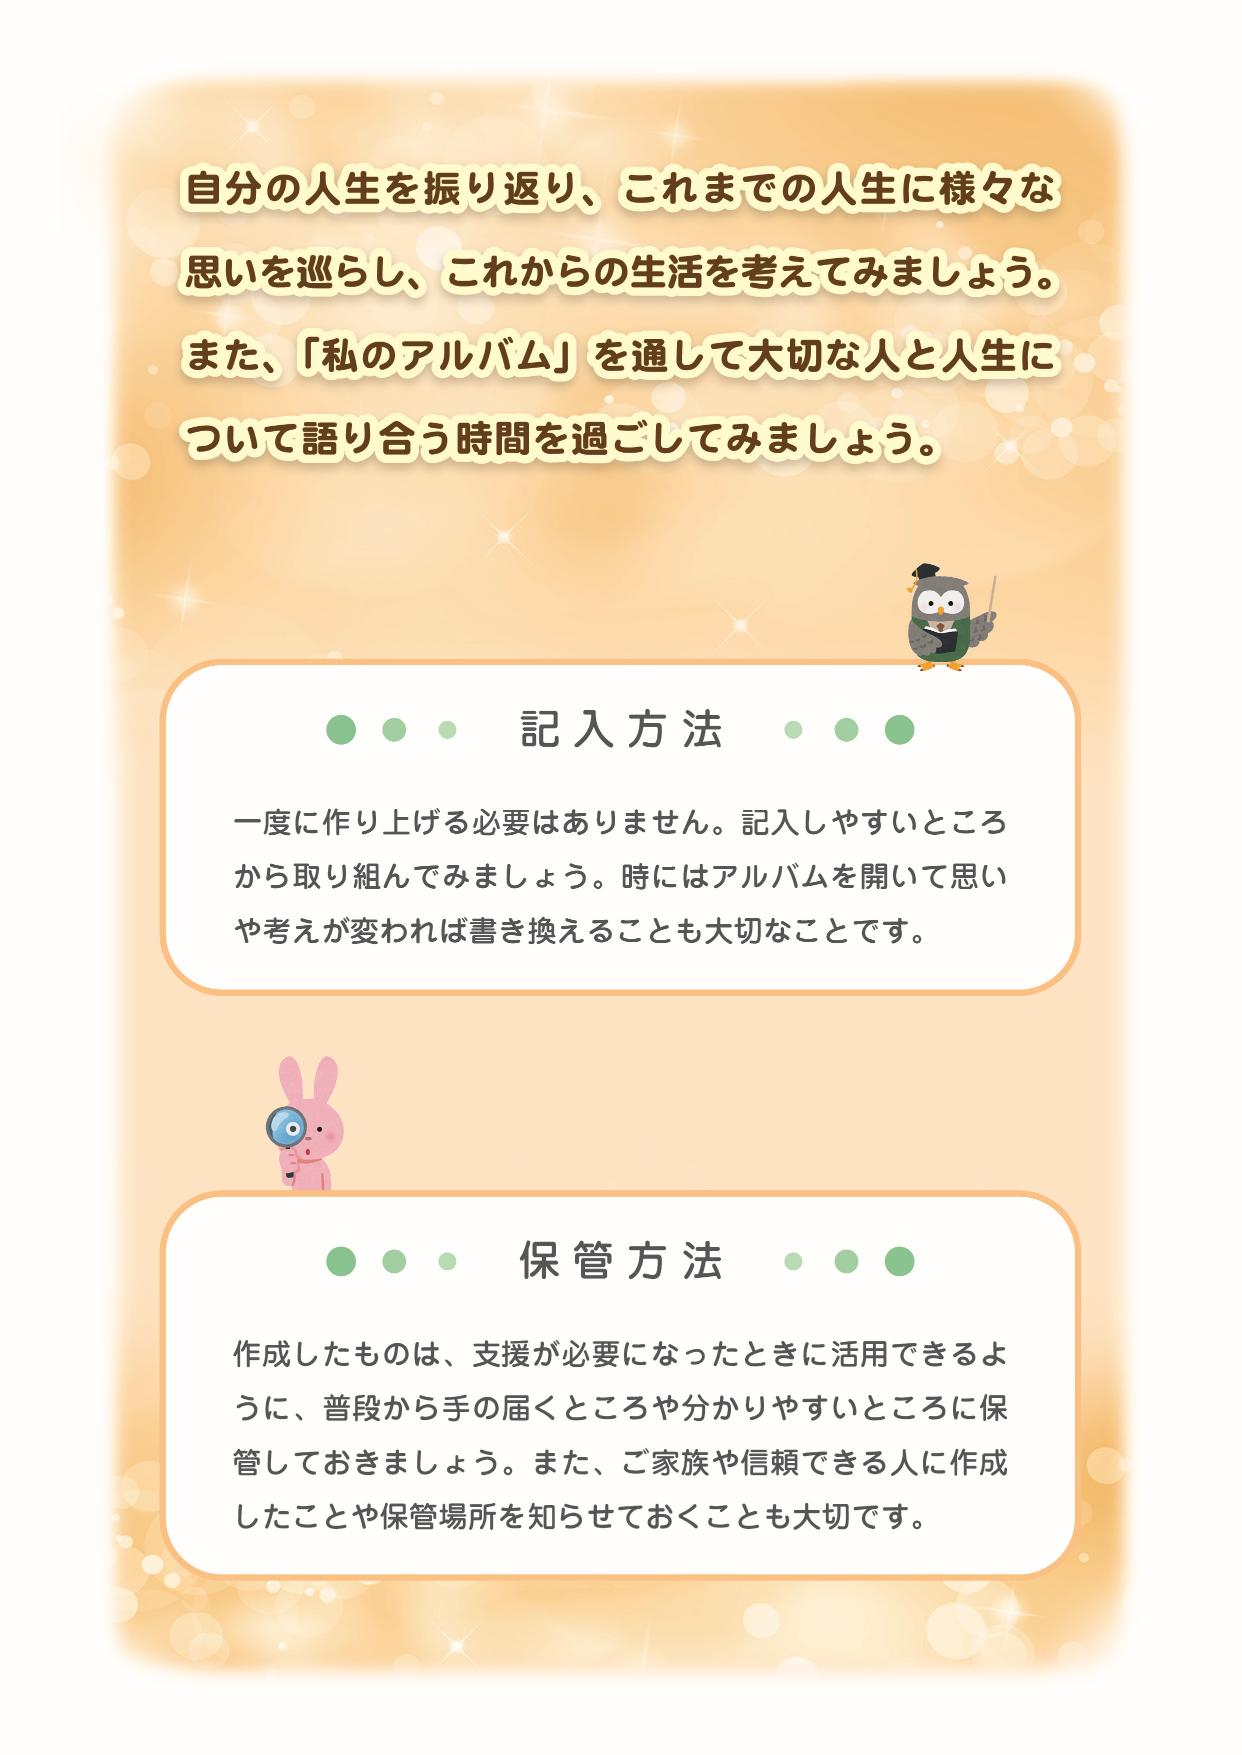 自分の人生を振り返り、これまでの人生に様々な
思いを巡らし、これからの生活を考えてみましょう。
また、「私のアルバム」を通して大切な人と人生に
ついて語り合う時間を過ごしてみましょう。
記入方法
一度に作り上げる必要はありません。記入しやすいところ
から取り組んでみましょう。時にはアルバムを開いて思い
や考えが変われば書き換えることも大切なことです。
保管方法
作成したものは、支援が必要になったときに活用できるよ
うに、普段から手の届くところや分かりやすいところに保
管しておきましょう。また、ご家族や信頼できる人に作成
したことや保管場所を知らせておくことも大切です。